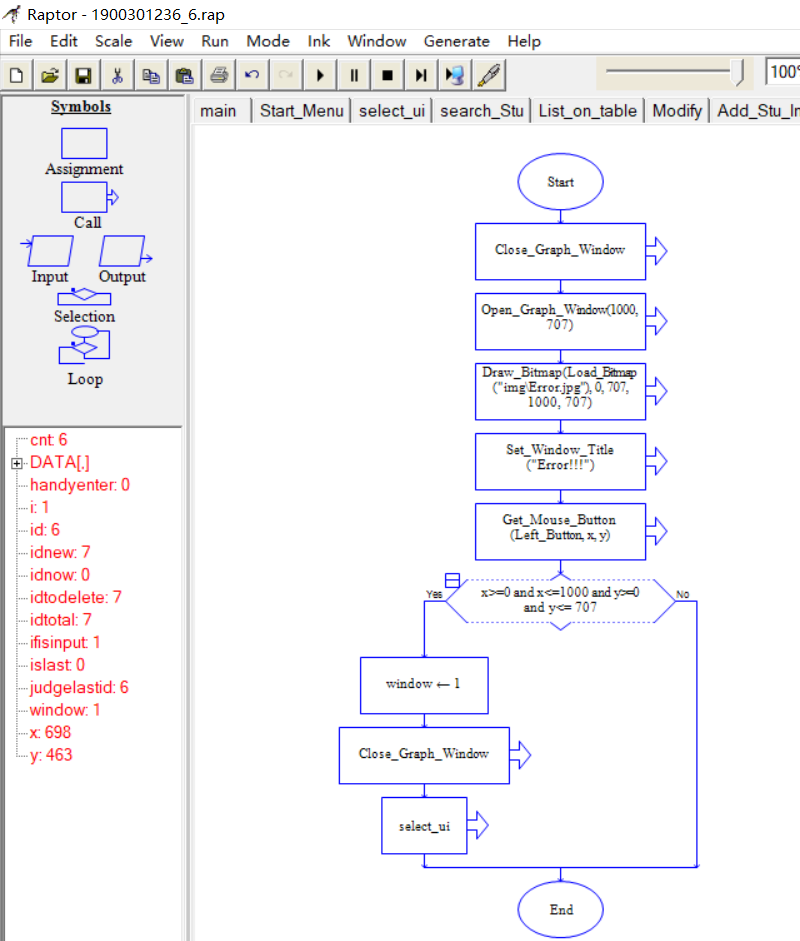 Raptor - 1900301236_6.rap
File Edit Scale View Run Mode Ink Window Generate Help
100%
Symbols
Assignment
Call
Input Output
Selection
Loop
main Start_Menu select_ui search_Stu List_on_table Modify Add_Stu_In
cnt: 6
DATA[,]
handyenter: 0
i: 1
id: 6
idnew: 7
idnow: 0
idtodelete: 7
idtotal: 7
ifisinput: 1
islast: 0
judgelastid: 6
window: 1
x: 698
y: 463
Start
Close_Graph_Window
Open_Graph_Window(1000,
707)
Draw_Bitmap(Load_Bitmap
("img\Error.jpg"), 0, 707,
1000, 707)
Set_Window_Title
("Error!!!")
Get_Mouse_Button
(Left_Button, x, y)
Yes
x>=0 and x<=1000 and y>=0
and y<= 707
No
window ← 1
Close_Graph_Window
select_ui
End